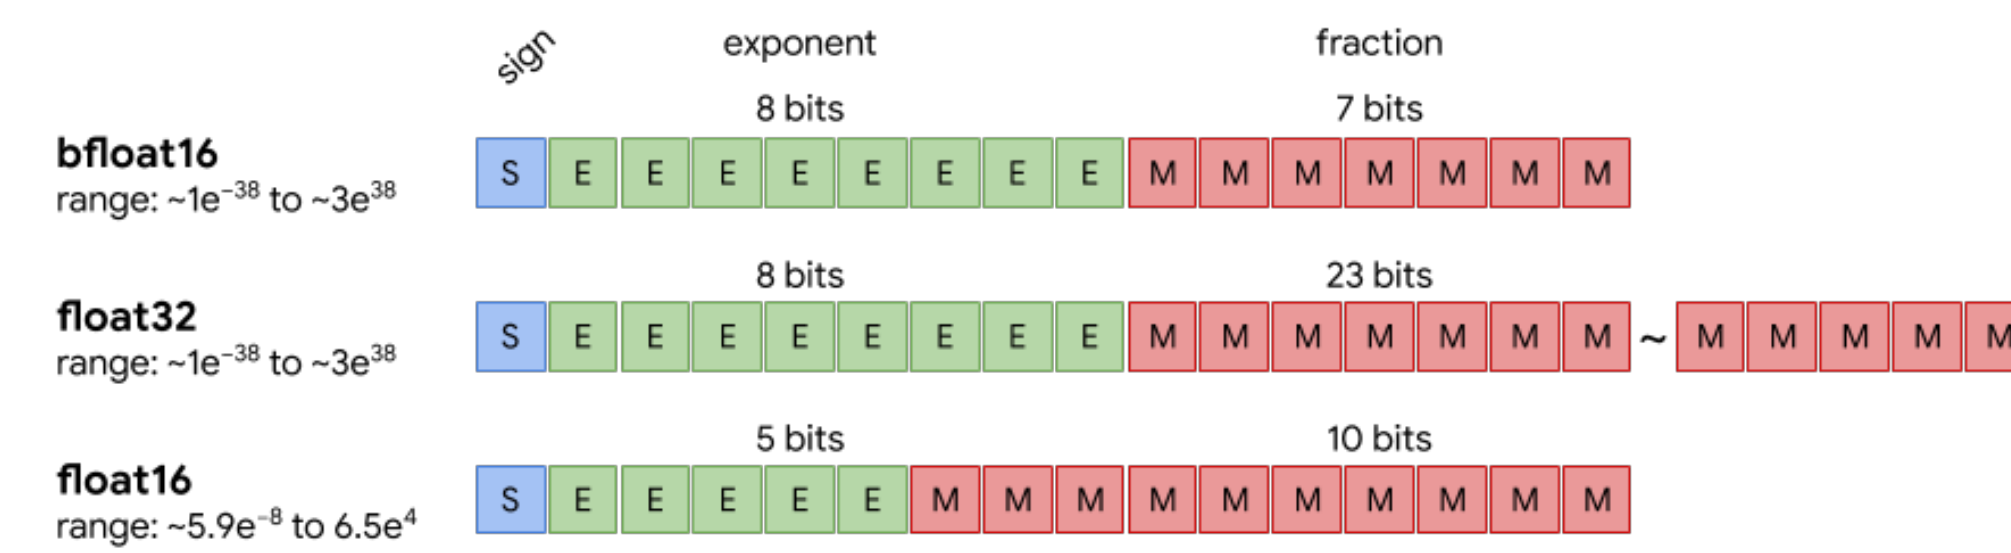 sign exponent fraction
8 bits 7 bits
bfloat16
S E E E E E E E E M M M M M M M
range: ~1e⁻³⁸ to ~3e³⁸
8 bits 23 bits
float32
S E E E E E E E E M M M M M M M ~ M M M M M
range: ~1e⁻³⁸ to ~3e³⁸
5 bits 10 bits
float16
S E E E E E M M M M M M M M M M
range: ~5.9e⁻⁸ to 6.5e⁴